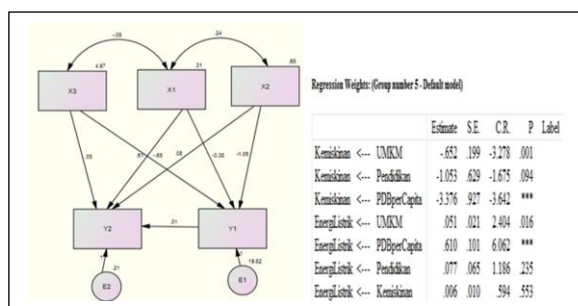 -.08
.24
4.97
.31
.60
X3
X1
X2
.05
.61
-.65
.08
-3.38
-1.05
Y2
.01
Y1
.21
19.52
E2
E1
Regression Weights: (Group number 5 - Default model)
Estimate S.E. C.R. P Label
Kemiskinan <--- UMKM -.652 .199 -3.278 .001
Kemiskinan <--- Pendidikan -1.053 .629 -1.675 .094
Kemiskinan <--- PDBperCapita -3.376 .927 -3.642 ***
EnergiListrik <--- UMKM .051 .021 2.404 .016
EnergiListrik <--- PDBperCapita .610 .101 6.062 ***
EnergiListrik <--- Pendidikan .077 .065 1.186 .235
EnergiListrik <--- Kemiskinan .006 .010 .594 .553